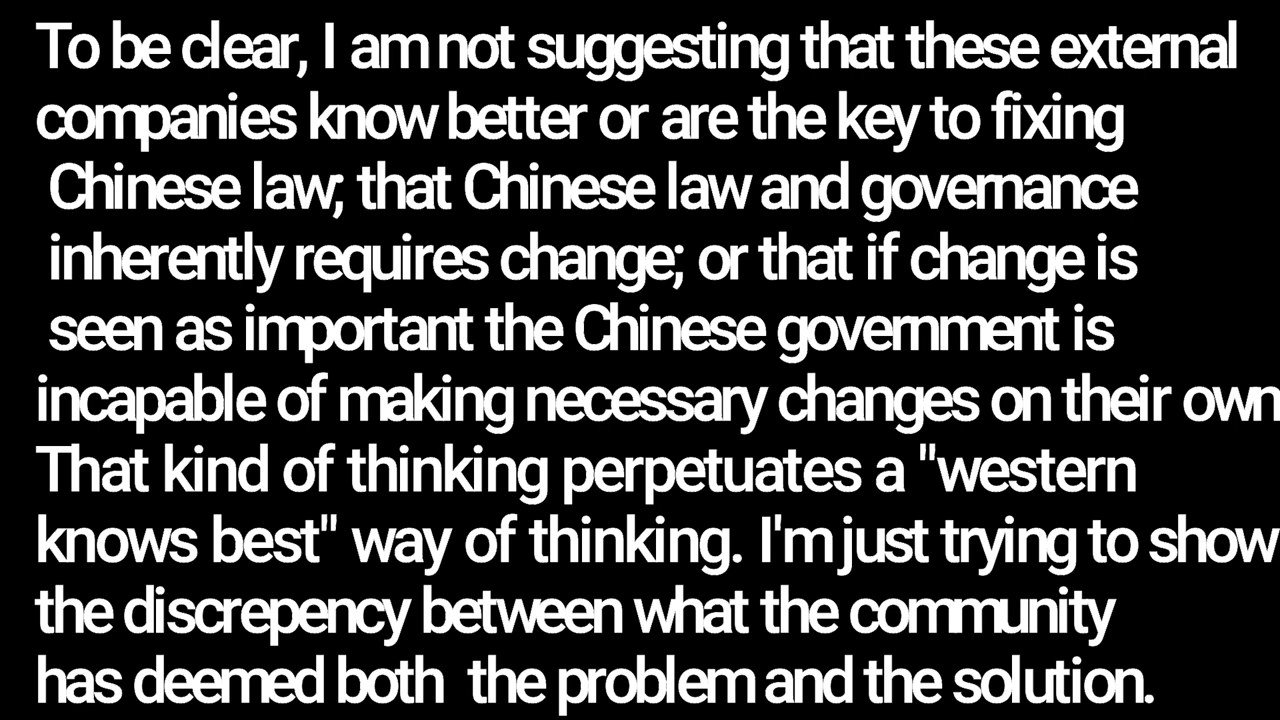 To be clear, I am not suggesting that these external
companies know better or are the key to fixing
Chinese law; that Chinese law and governance
inherently requires change; or that if change is
seen as important the Chinese government is
incapable of making necessary changes on their own
That kind of thinking perpetuates a "western
knows best" way of thinking. I'm just trying to show
the discrepency between what the community
has deemed both the problem and the solution.